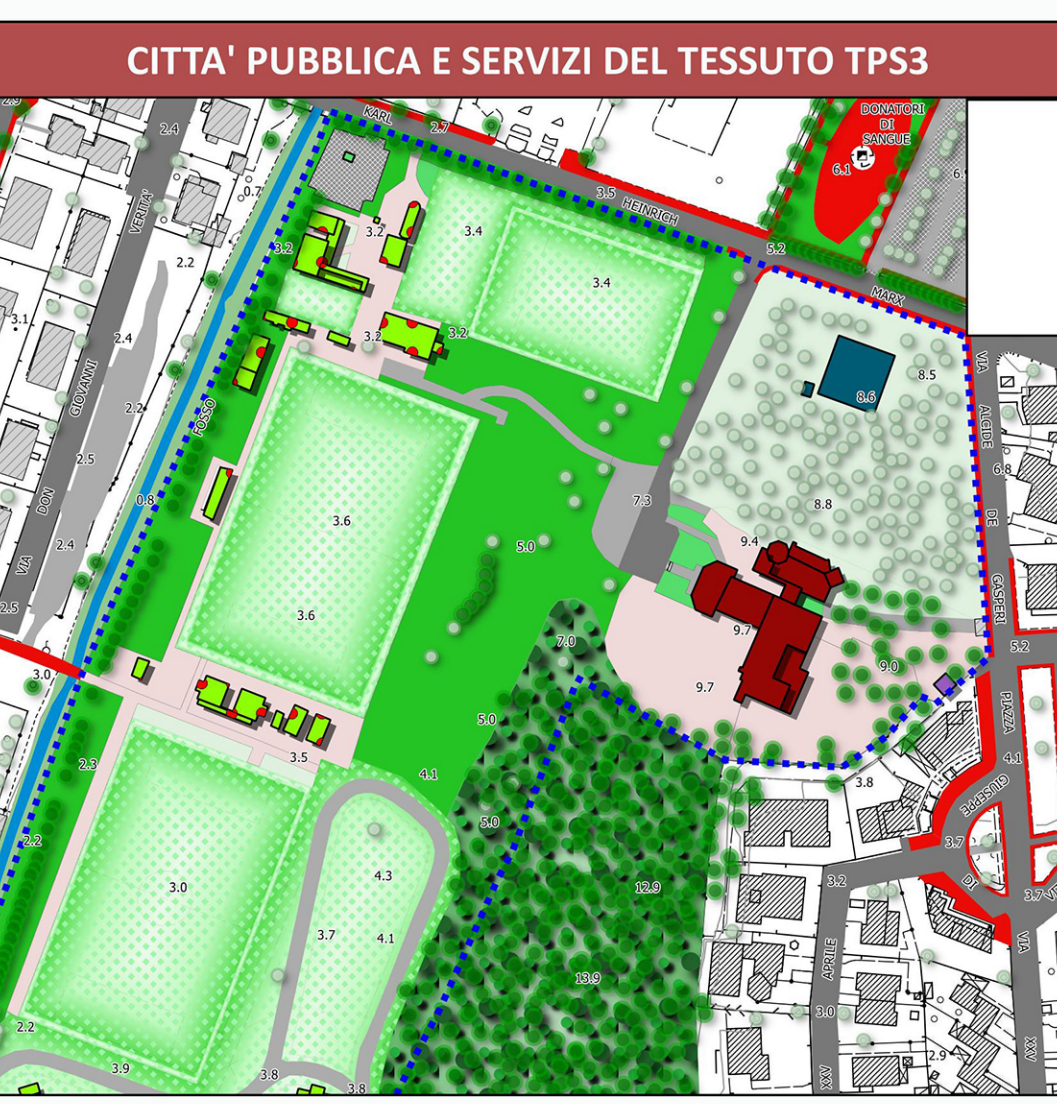 CITTA' PUBBLICA E SERVIZI DEL TESSUTO TPS3
2.9
KARL
2.7
2.4
DONATORI
DI
SANGUE
6.1
6.
0.7
3.5
HEINRICH
VERITA'
3.2
3.4
3.2
5.2
2.2
3.4
MARX
3.1
2.4
3.2
3.2
VIA
8.5
GIOVANNI
8.6
2.2
FOSSO
ALCIDE
2.5
6.8
0.8
7.3
8.8
DON
3.6
DE
2.4
5.0
9.4
VIA
GASPERI
2.5
3.6
9.7
7.0
5.2
3.0
9.7
9.0
5.0
PIAZZA
2.3
3.5
4.1
4.1
3.8
GIUSEPPE
5.0
2.2
3.7
4.3
3.2
DI
3.0
12.9
3.7
V
3.7
4.1
VIA
APRILE
13.9
2.2
3.0
XXV
3.9
3.8
2.9
3.8
XXV